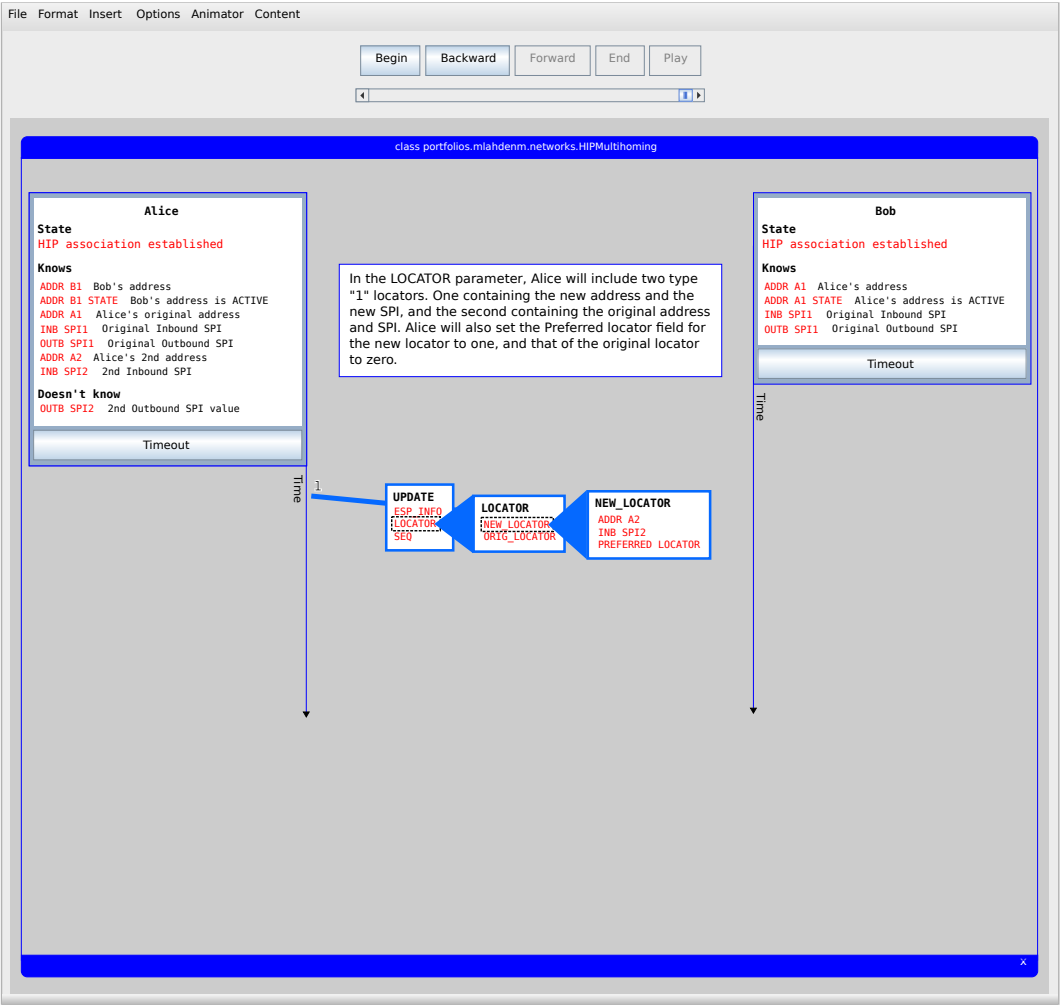 File Format Insert Options Animator Content
Begin Backward Forward End Play
class portfolios.mlahdenm.networks.HIPMultihoming
Alice
State
HIP association established
Knows
ADDR B1 Bob's address
ADDR B1 STATE Bob's address is ACTIVE
ADDR A1 Alice's original address
INB SPI1 Original Inbound SPI
OUTB SPI1 Original Outbound SPI
ADDR A2 Alice's 2nd address
INB SPI2 2nd Inbound SPI
Doesn't know
OUTB SPI2 2nd Outbound SPI value
Timeout
Time
In the LOCATOR parameter, Alice will include two type
"1" locators. One containing the new address and the
new SPI, and the second containing the original address
and SPI. Alice will also set the Preferred locator field for
the new locator to one, and that of the original locator
to zero.
Bob
State
HIP association established
Knows
ADDR A1 Alice's address
ADDR A1 STATE Alice's address is ACTIVE
INB SPI1 Original Inbound SPI
OUTB SPI1 Original Outbound SPI
Timeout
Time
1
UPDATE
ESP_INFO
LOCATOR
SEQ
LOCATOR
NEW_LOCATOR
ORIG_LOCATOR
NEW_LOCATOR
ADDR A2
INB SPI2
PREFERRED LOCATOR
X